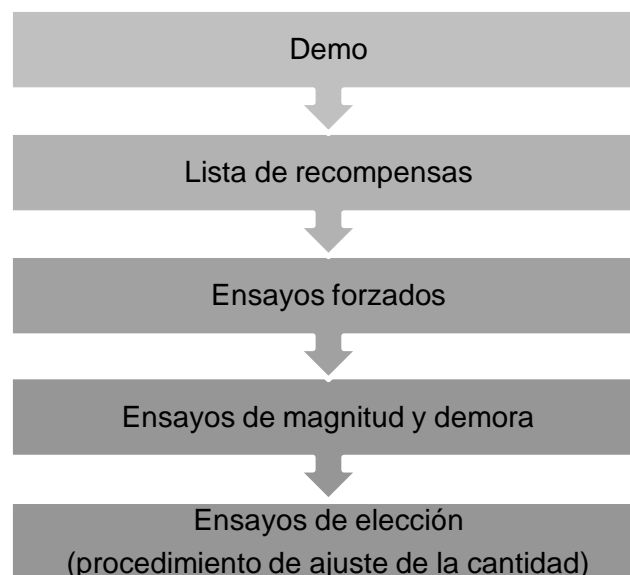 Demo
Lista de recompensas
Ensayos forzados
Ensayos de magnitud y demora
Ensayos de elección
(procedimiento de ajuste de la cantidad)